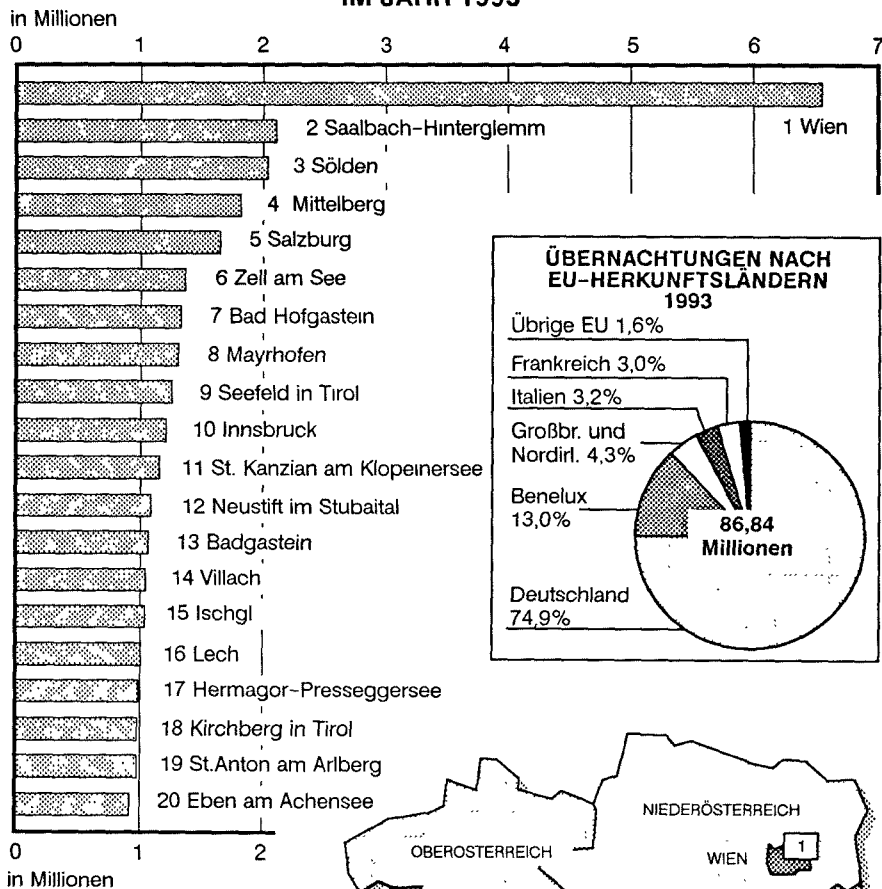 IM JAHR 1993
in Millionen
0 1 2 3 4 5 6 7
1 Wien
2 Saalbach-Hinterglemm
3 Sölden
4 Mittelberg
5 Salzburg
6 Zell am See
7 Bad Hofgastein
8 Mayrhofen
9 Seefeld in Tirol
10 Innsbruck
11 St. Kanzian am Klopeinersee
12 Neustift im Stubaital
13 Badgastein
14 Villach
15 Ischgl
16 Lech
17 Hermagor-Presseggersee
18 Kirchberg in Tirol
19 St.Anton am Arlberg
20 Eben am Achensee
0 1 2
in Millionen
ÜBERNACHTUNGEN NACH
EU-HERKUNFTSLÄNDERN
1993
Übrige EU 1,6%
Frankreich 3,0%
Italien 3,2%
Großbr. und
Nordirl. 4,3%
Benelux
13,0%
86,84
Millionen
Deutschland
74,9%
NIEDERÖSTERREICH
OBEROSTERREICH
WIEN
1